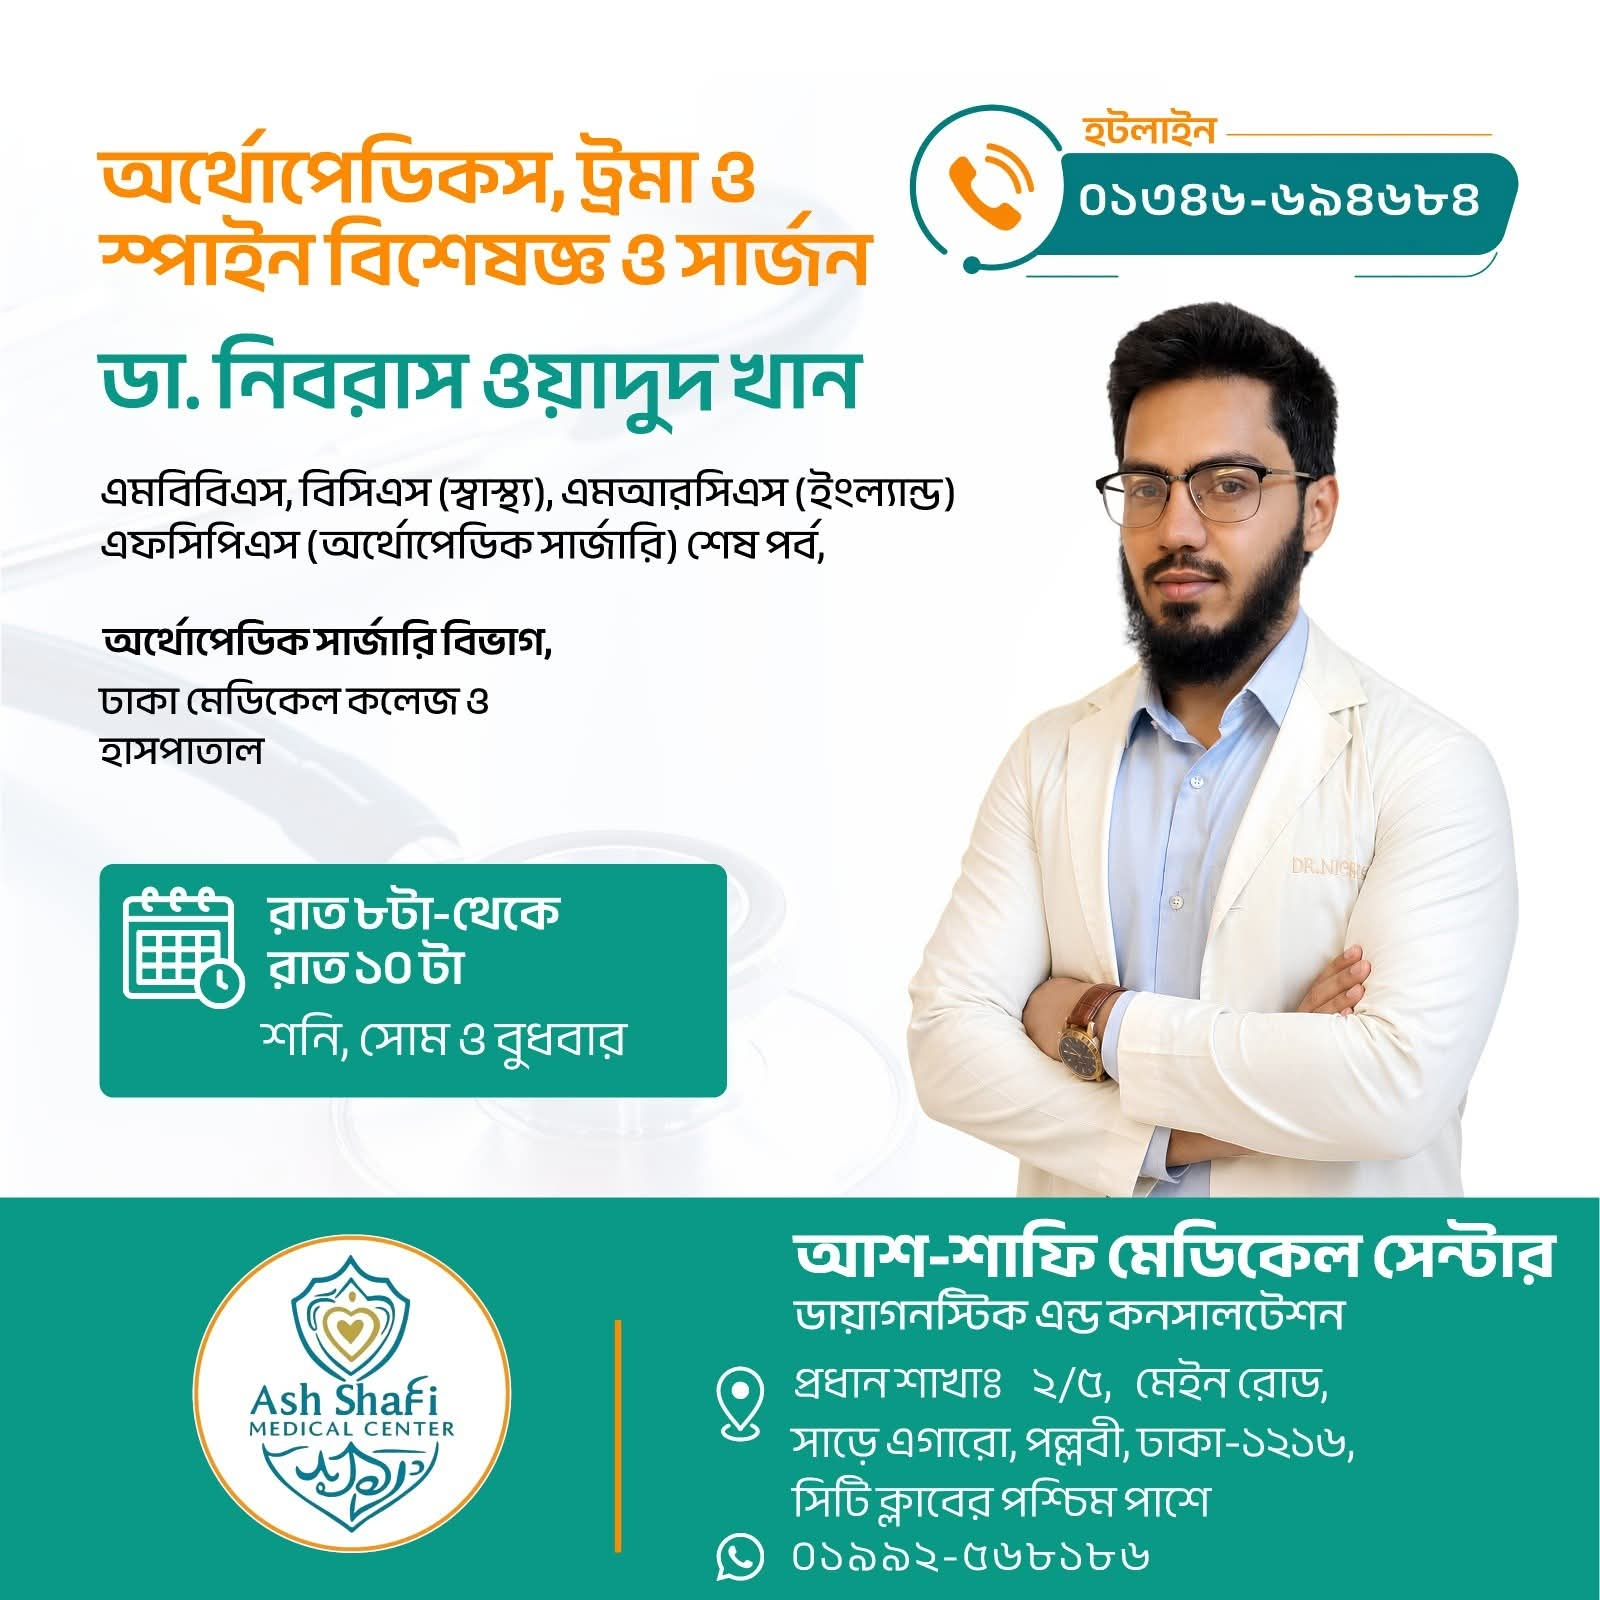 অর্থোপেডিকস, ট্রমা ও
স্পাইন বিশেষজ্ঞ ও সার্জন
হটলাইন
০১৩৪৬-৬৯৪৬৮৪
ডা. নিবরাস ওয়াদুদ খান
এমবিবিএস, বিসিএস (স্বাস্থ্য), এমআরসিএস (ইংল্যান্ড)
এফসিপিএস (অর্থোপেডিক সার্জারি) শেষ পর্ব,
অর্থোপেডিক সার্জারি বিভাগ,
ঢাকা মেডিকেল কলেজ ও
হাসপাতাল
রাত ৮টা-থেকে
রাত ১০ টা
শনি, সোম ও বুধবার
DR.
Ash Shafi
MEDICAL CENTER
আশ-শাফি মেডিকেল সেন্টার
ডায়াগনস্টিক এন্ড কনসালটেশন
প্রধান শাখাঃ ২/৫, মেইন রোড,
সাড়ে এগারো, পল্লবী, ঢাকা-১২১৬,
সিটি ক্লাবের পশ্চিম পাশে
০১৯৯২-৫৬৮১৮৬